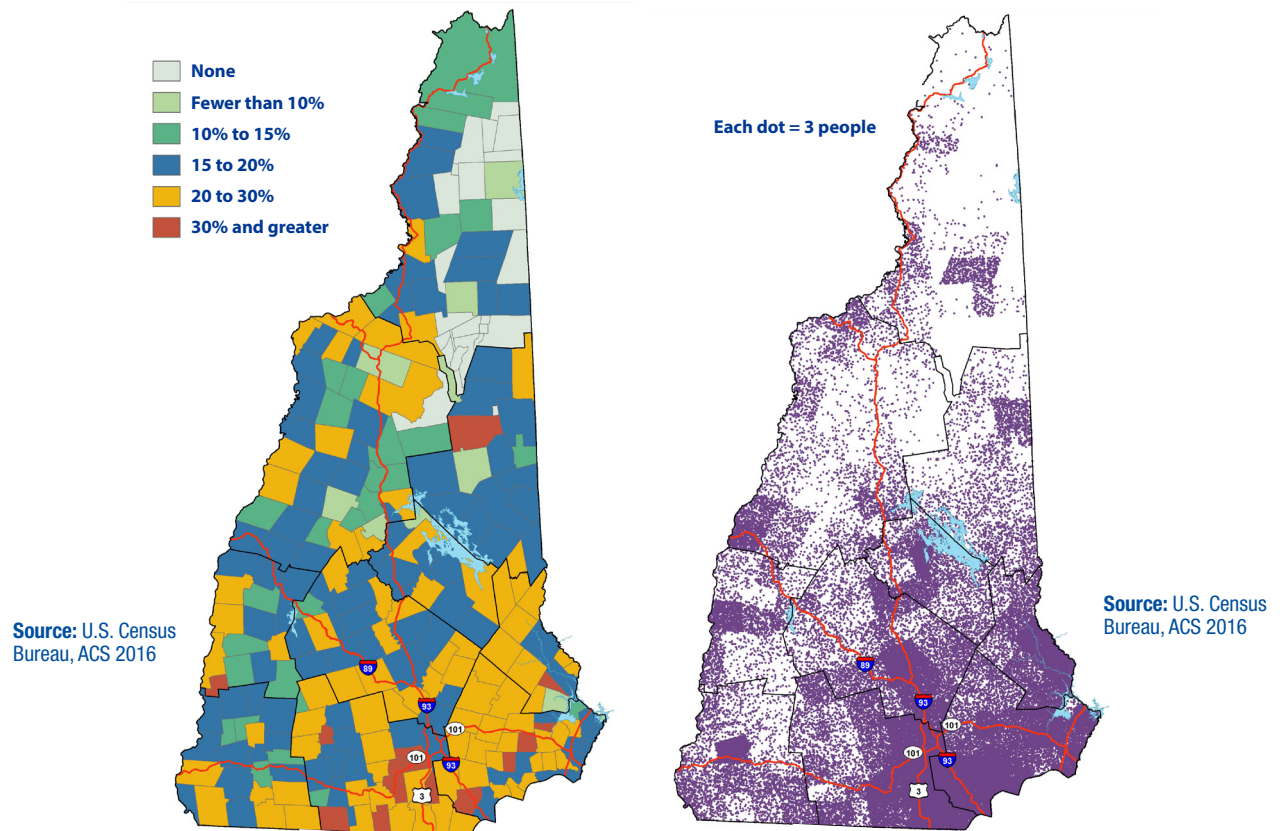 None
Fewer than 10%
10% to 15%
15 to 20%
20 to 30%
30% and greater
Source: U.S. Census
Bureau, ACS 2016
89
93
101
101
93
3
Each dot = 3 people
Source: U.S. Census
Bureau, ACS 2016
89
93
101
101
93
3